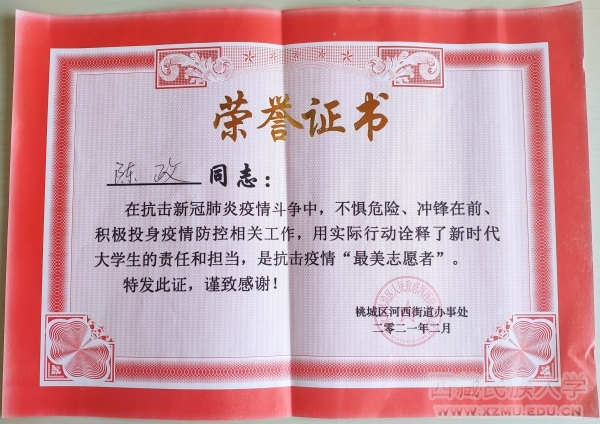 荣誉证书
陈政 同志：
在抗击新冠肺炎疫情斗争中，不惧危险、冲锋在前、
积极投身疫情防控相关工作，用实际行动诠释了新时代
大学生的责任和担当，是抗击疫情“最美志愿者”。
特发此证，谨致感谢！
桃城区河西街道办事处
二零二一年二月
西藏民族大学
WWW.XZMU.EDU.CN